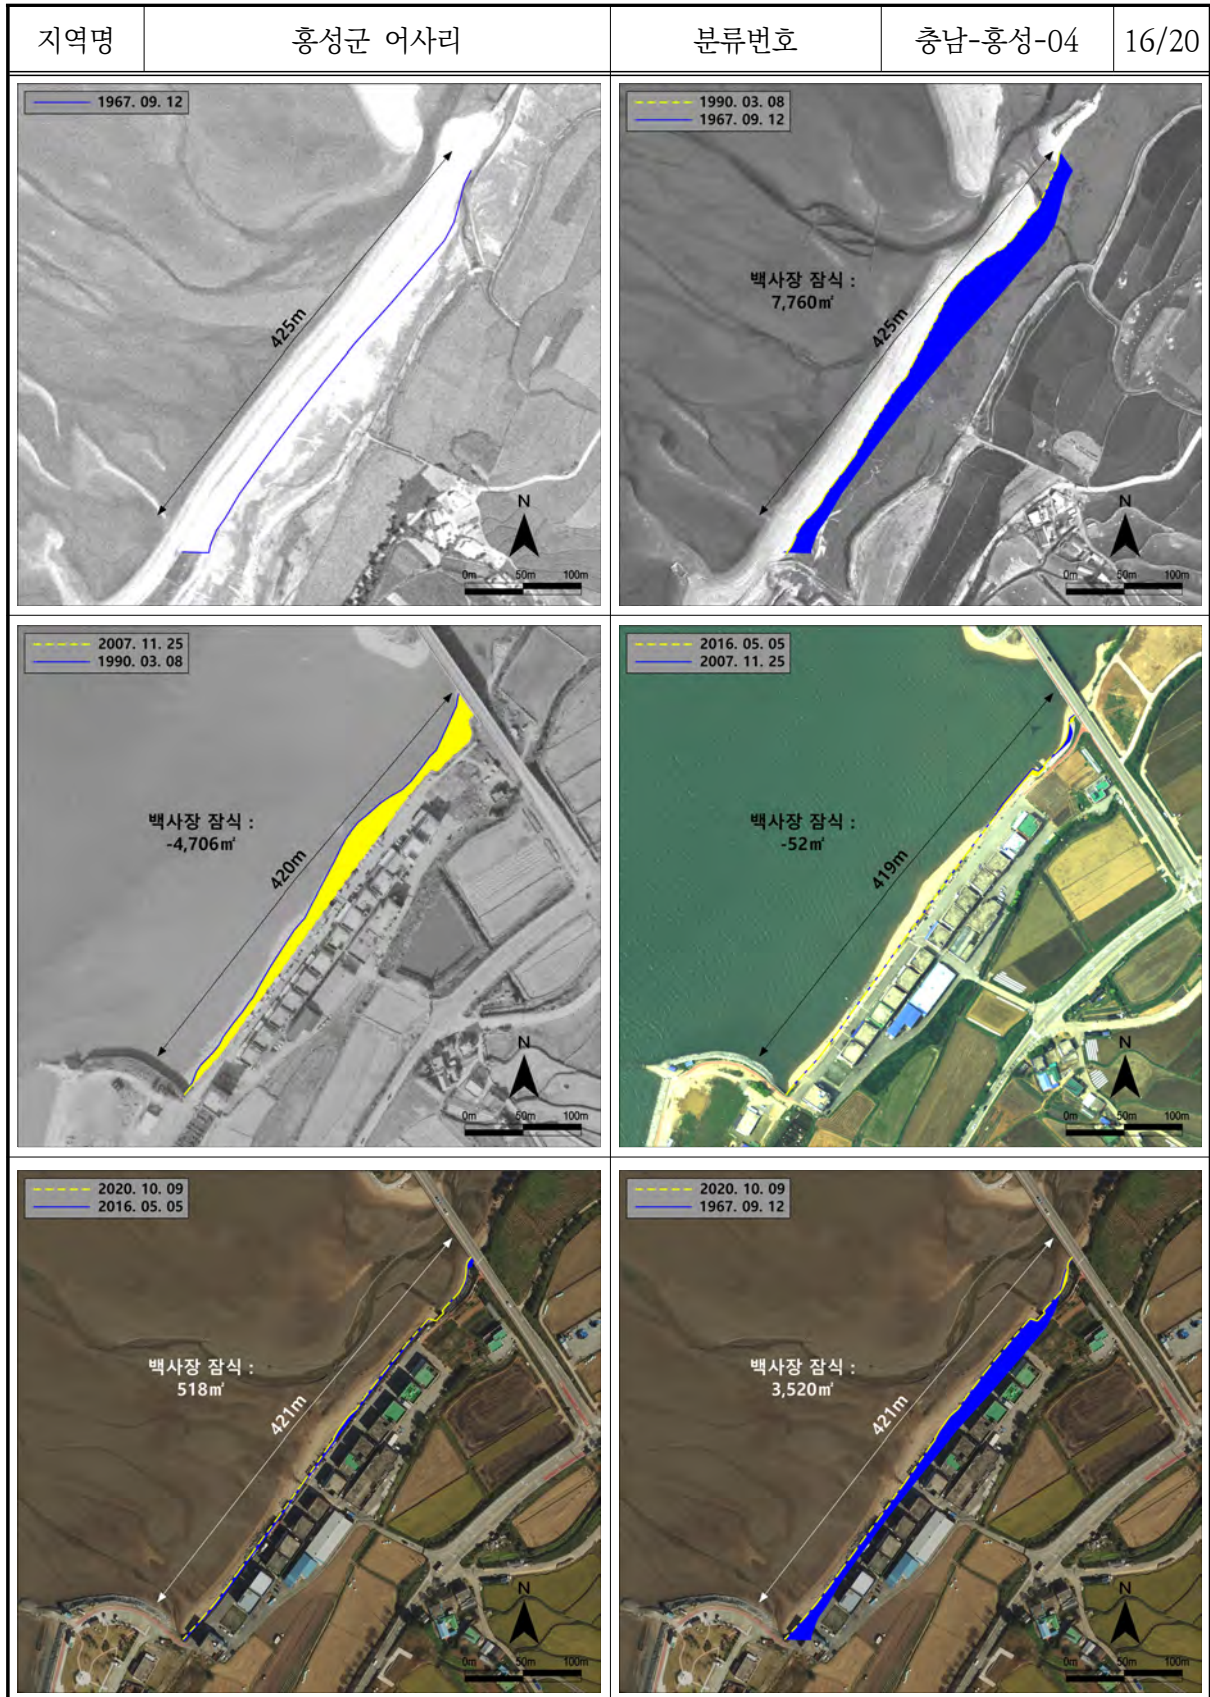 지역명 홍성군 어사리 분류번호 충남-홍성-04 16/20
1967. 09. 12
425m
N
0m 50m 100m
1990. 03. 08
1967. 09. 12
백사장 잠식 :
7,760㎡
425m
N
0m 50m 100m
2007. 11. 25
1990. 03. 08
백사장 잠식 :
-4,706㎡
420m
N
0m 50m 100m
2016. 05. 05
2007. 11. 25
백사장 잠식 :
-52㎡
419m
N
0m 50m 100m
2020. 10. 09
2016. 05. 05
백사장 잠식 :
518㎡
421m
N
0m 50m 100m
2020. 10. 09
1967. 09. 12
백사장 잠식 :
3,520㎡
421m
N
0m 50m 100m